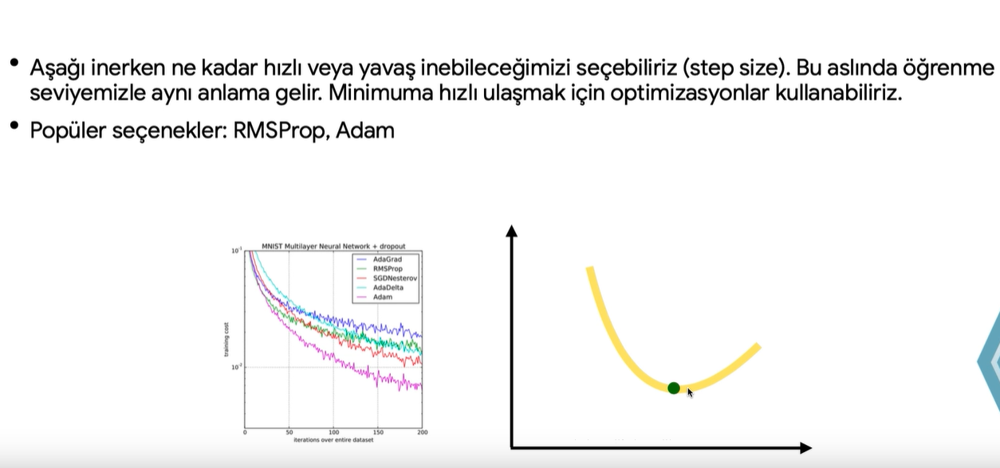 • Aşağı inerken ne kadar hızlı veya yavaş inebileceğimizi seçebiliriz (step size). Bu aslında öğrenme
seviyemizle aynı anlama gelir. Minimuma hızlı ulaşmak için optimizasyonlar kullanabiliriz.
• Popüler seçenekler: RMSProp, Adam
MNIST Multilayer Neural Network + dropout
10⁻¹
AdaGrad
RMSProp
SGDNesterov
AdaDelta
Adam
training cost
10⁻²
0 50 100 150 200
iterations over entire dataset